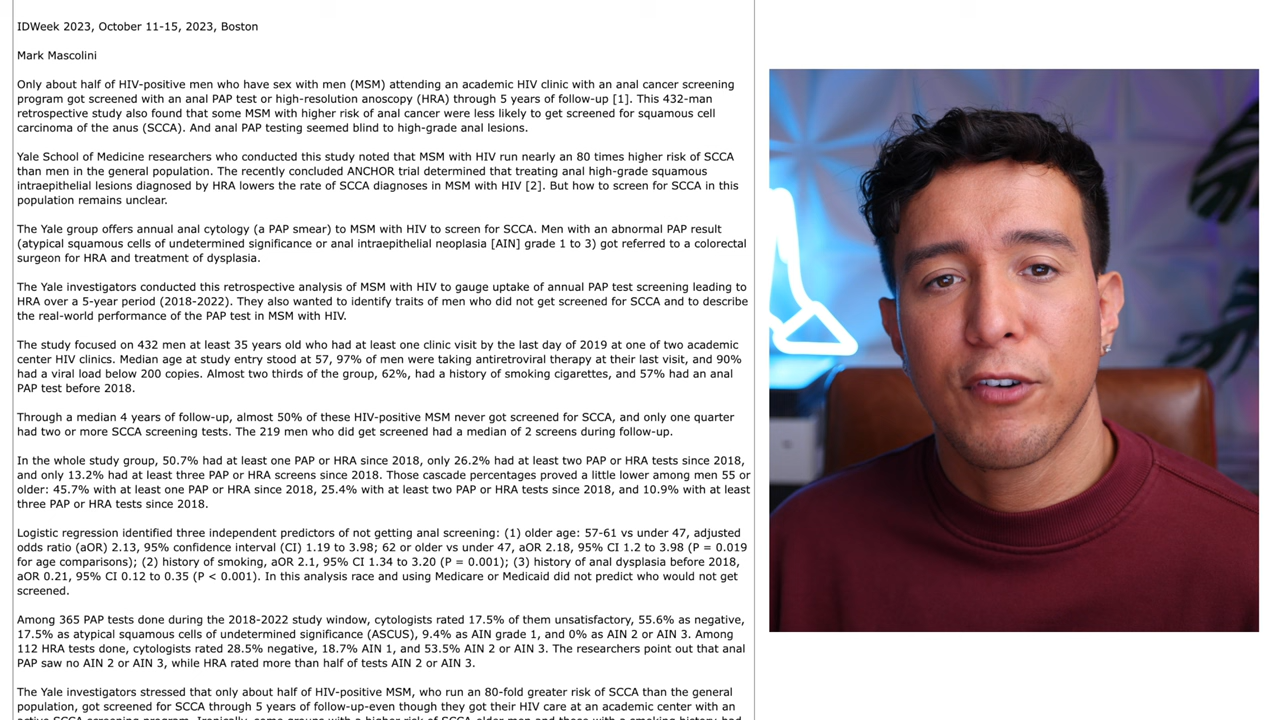 IDWeek 2023, October 11-15, 2023, Boston
Mark Mascolini
Only about half of HIV-positive men who have sex with men (MSM) attending an academic HIV clinic with an anal cancer screening
program got screened with an anal PAP test or high-resolution anoscopy (HRA) through 5 years of follow-up [1]. This 432-man
retrospective study also found that some MSM with higher risk of anal cancer were less likely to get screened for squamous cell
carcinoma of the anus (SCCA). And anal PAP testing seemed blind to high-grade anal lesions.
Yale School of Medicine researchers who conducted this study noted that MSM with HIV run nearly an 80 times higher risk of SCCA
than men in the general population. The recently concluded ANCHOR trial determined that treating anal high-grade squamous
intraepithelial lesions diagnosed by HRA lowers the rate of SCCA diagnoses in MSM with HIV [2]. But how to screen for SCCA in this
population remains unclear.
The Yale group offers annual anal cytology (a PAP smear) to MSM with HIV to screen for SCCA. Men with an abnormal PAP result
(atypical squamous cells of undetermined significance or anal intraepithelial neoplasia [AIN] grade 1 to 3) got referred to a colorectal
surgeon for HRA and treatment of dysplasia.
The Yale investigators conducted this retrospective analysis of MSM with HIV to gauge uptake of annual PAP test screening leading to
HRA over a 5-year period (2018-2022). They also wanted to identify traits of men who did not get screened for SCCA and to describe
the real-world performance of the PAP test in MSM with HIV.
The study focused on 432 men at least 35 years old who had at least one clinic visit by the last day of 2019 at one of two academic
center HIV clinics. Median age at study entry stood at 57, 97% of men were taking antiretroviral therapy at their last visit, and 90%
had a viral load below 200 copies. Almost two thirds of the group, 62%, had a history of smoking cigarettes, and 57% had an anal
PAP test before 2018.
Through a median 4 years of follow-up, almost 50% of these HIV-positive MSM never got screened for SCCA, and only one quarter
had two or more SCCA screening tests. The 219 men who did get screened had a median of 2 screens during follow-up.
In the whole study group, 50.7% had at least one PAP or HRA since 2018, only 26.2% had at least two PAP or HRA tests since 2018,
and only 13.2% had at least three PAP or HRA screens since 2018. Those cascade percentages proved a little lower among men 55 or
older: 45.7% with at least one PAP or HRA since 2018, 25.4% with at least two PAP or HRA tests since 2018, and 10.9% with at least
three PAP or HRA tests since 2018.
Logistic regression identified three independent predictors of not getting anal screening: (1) older age: 57-61 vs under 47, adjusted
odds ratio (aOR) 2.13, 95% confidence interval (CI) 1.19 to 3.98; 62 or older vs under 47, aOR 2.18, 95% CI 1.2 to 3.98 (P = 0.019
for age comparisons); (2) history of smoking, aOR 2.1, 95% CI 1.34 to 3.20 (P = 0.001); (3) history of anal dysplasia before 2018,
aOR 0.21, 95% CI 0.12 to 0.35 (P < 0.001). In this analysis race and using Medicare or Medicaid did not predict who would not get
screened.
Among 365 PAP tests done during the 2018-2022 study window, cytologists rated 17.5% of them unsatisfactory, 55.6% as negative,
17.5% as atypical squamous cells of undetermined significance (ASCUS), 9.4% as AIN grade 1, and 0% as AIN 2 or AIN 3. Among
112 HRA tests done, cytologists rated 28.5% negative, 18.7% AIN 1, and 53.5% AIN 2 or AIN 3. The researchers point out that anal
PAP saw no AIN 2 or AIN 3, while HRA rated more than half of tests AIN 2 or AIN 3.
The Yale investigators stressed that only about half of HIV-positive MSM, who run an 80-fold greater risk of SCCA than the general
population, got screened for SCCA through 5 years of follow-up-even though they got their HIV care at an academic center with an
active SCCA screening program. Ironically, some groups with a higher risk of SCCA-older men and those with a smoking history-had